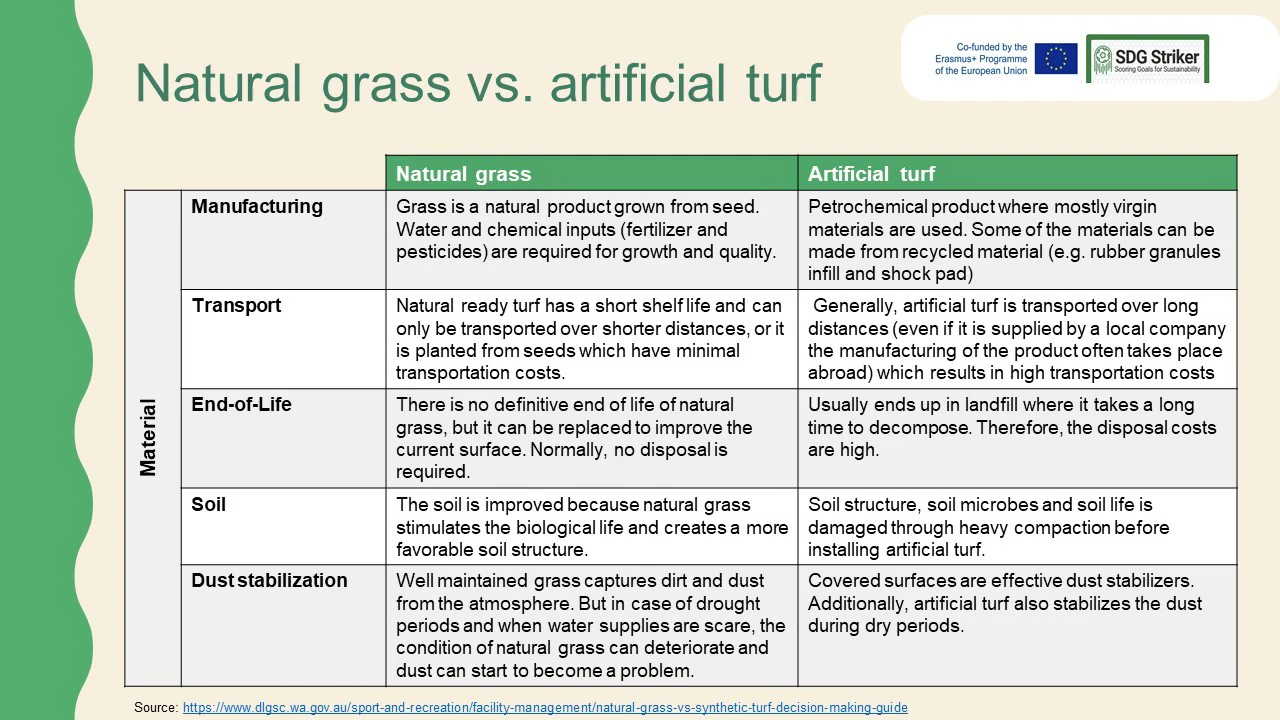 Natural grass vs. artificial turf
Co-funded by the
Erasmus+ Programme
of the European Union
SDG Striker
Scoring Goals for Sustainability
Natural grass
Artificial turf
Material
Manufacturing
Grass is a natural product grown from seed.
Water and chemical inputs (fertilizer and
pesticides) are required for growth and quality.
Petrochemical product where mostly virgin
materials are used. Some of the materials can be
made from recycled material (e.g. rubber granules
infill and shock pad)
Transport
Natural ready turf has a short shelf life and can
only be transported over shorter distances, or it
is planted from seeds which have minimal
transportation costs.
Generally, artificial turf is transported over long
distances (even if it is supplied by a local company
the manufacturing of the product often takes place
abroad) which results in high transportation costs
End-of-Life
There is no definitive end of life of natural
grass, but it can be replaced to improve the
current surface. Normally, no disposal is
required.
Usually ends up in landfill where it takes a long
time to decompose. Therefore, the disposal costs
are high.
Soil
The soil is improved because natural grass
stimulates the biological life and creates a more
favorable soil structure.
Soil structure, soil microbes and soil life is
damaged through heavy compaction before
installing artificial turf.
Dust stabilization
Well maintained grass captures dirt and dust
from the atmosphere. But in case of drought
periods and when water supplies are scare, the
condition of natural grass can deteriorate and
dust can start to become a problem.
Covered surfaces are effective dust stabilizers.
Additionally, artificial turf also stabilizes the dust
during dry periods.
Source: https://www.dlgsc.wa.gov.au/sport-and-recreation/facility-management/natural-grass-vs-synthetic-turf-decision-making-guide